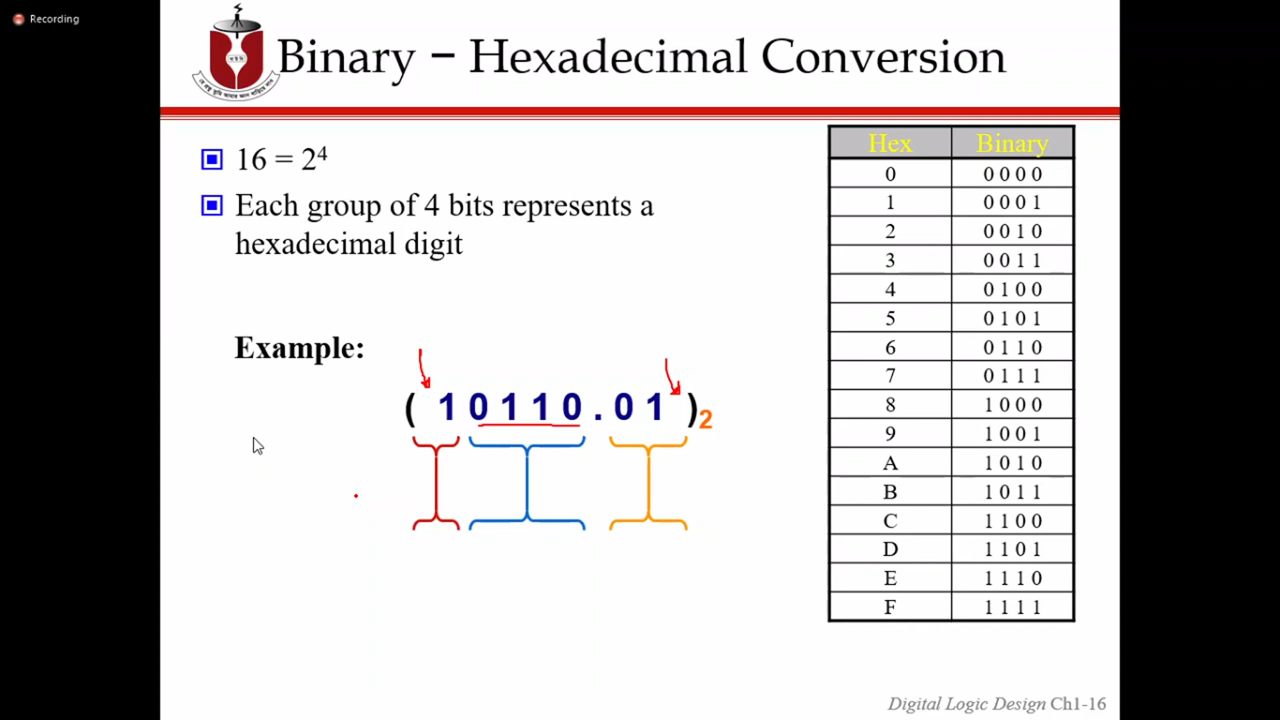 Recording
Binary − Hexadecimal Conversion
16 = 2⁴
Each group of 4 bits represents a
hexadecimal digit
Example:
( 1 0 1 1 0 . 0 1 )₂
Hex Binary
0 0 0 0 0
1 0 0 0 1
2 0 0 1 0
3 0 0 1 1
4 0 1 0 0
5 0 1 0 1
6 0 1 1 0
7 0 1 1 1
8 1 0 0 0
9 1 0 0 1
A 1 0 1 0
B 1 0 1 1
C 1 1 0 0
D 1 1 0 1
E 1 1 1 0
F 1 1 1 1
Digital Logic Design Ch1-16